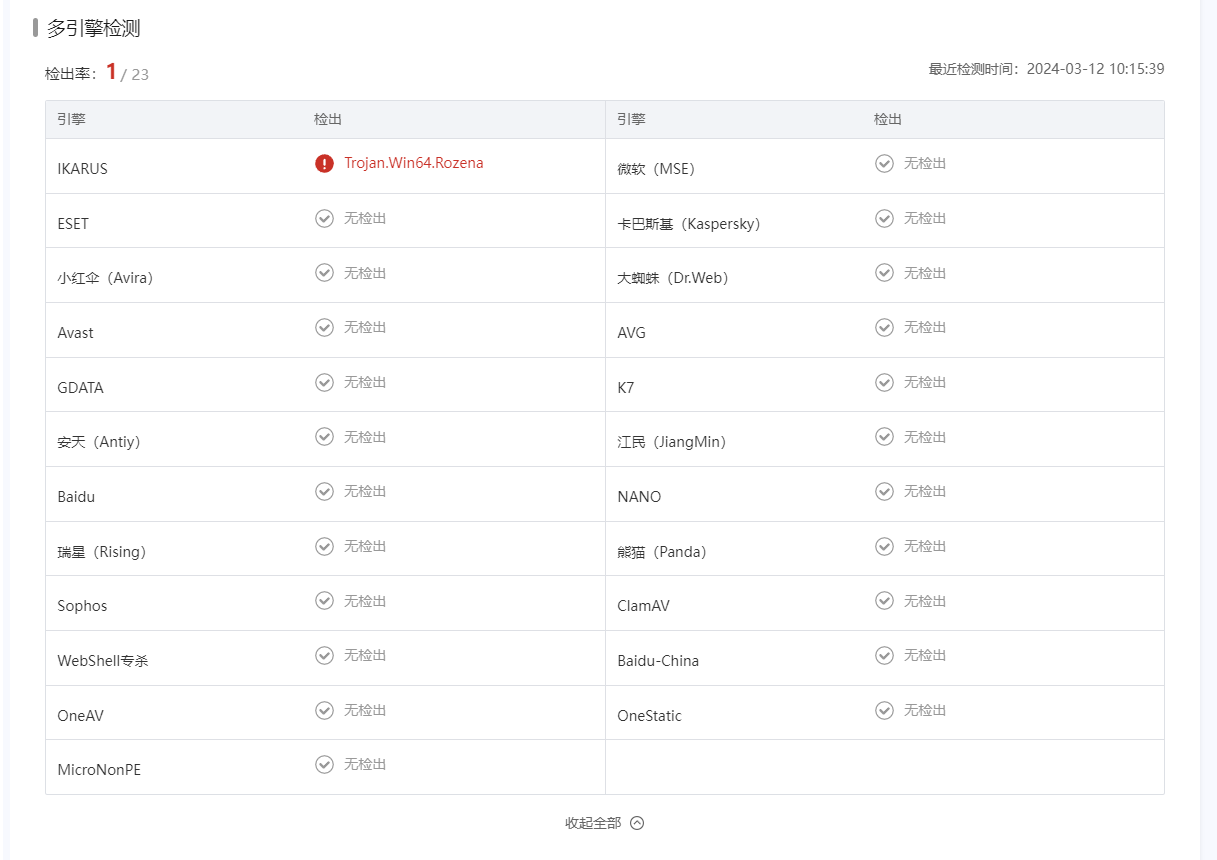 多引擎检测
检出率：1 / 23
最近检测时间：2024-03-12 10:15:39
引擎 检出 引擎 检出
IKARUS Trojan.Win64.Rozena 微软（MSE） 无检出
ESET 无检出 卡巴斯基（Kaspersky） 无检出
小红伞（Avira） 无检出 大蜘蛛（Dr.Web） 无检出
Avast 无检出 AVG 无检出
GDATA 无检出 K7 无检出
安天（Antiy） 无检出 江民（JiangMin） 无检出
Baidu 无检出 NANO 无检出
瑞星（Rising） 无检出 熊猫（Panda） 无检出
Sophos 无检出 ClamAV 无检出
WebShell专杀 无检出 Baidu-China 无检出
OneAV 无检出 OneStatic 无检出
MicroNonPE 无检出
收起全部